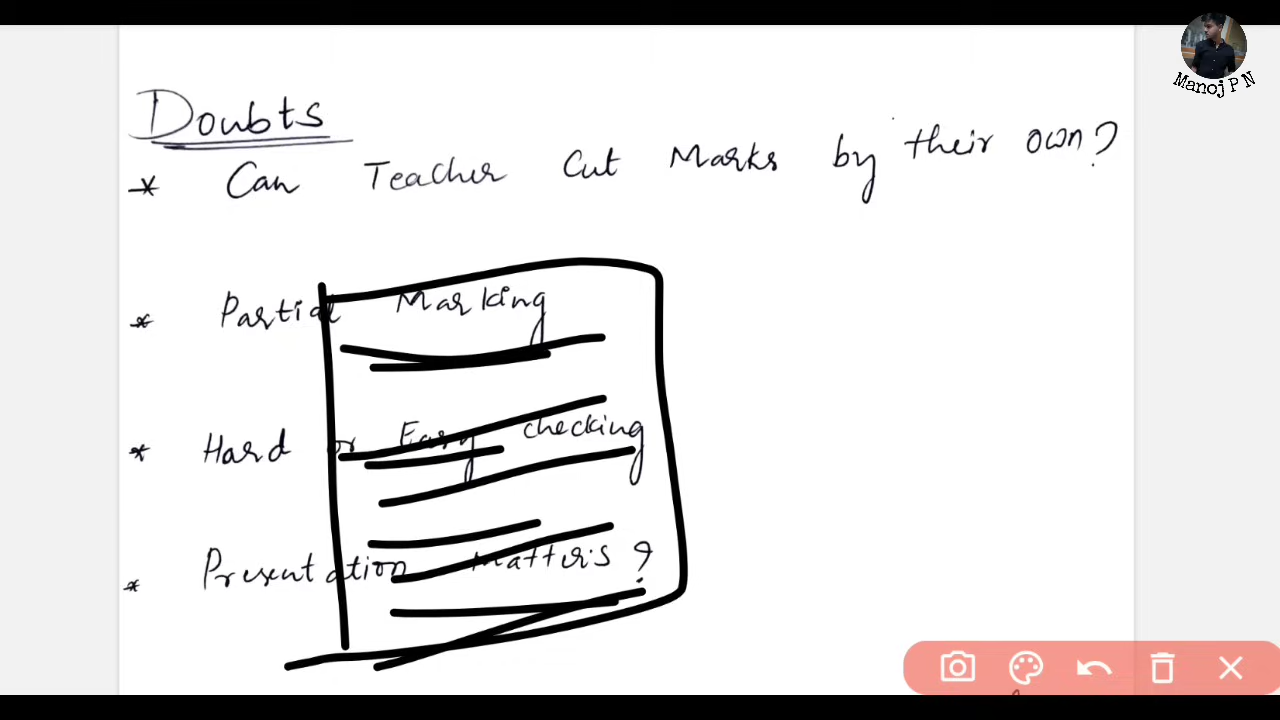 Manoj P N
Doubts
* Can Teacher Cut Marks by their own?
* Partial Marking
* Hard or Easy checking
* Presentation Matters?